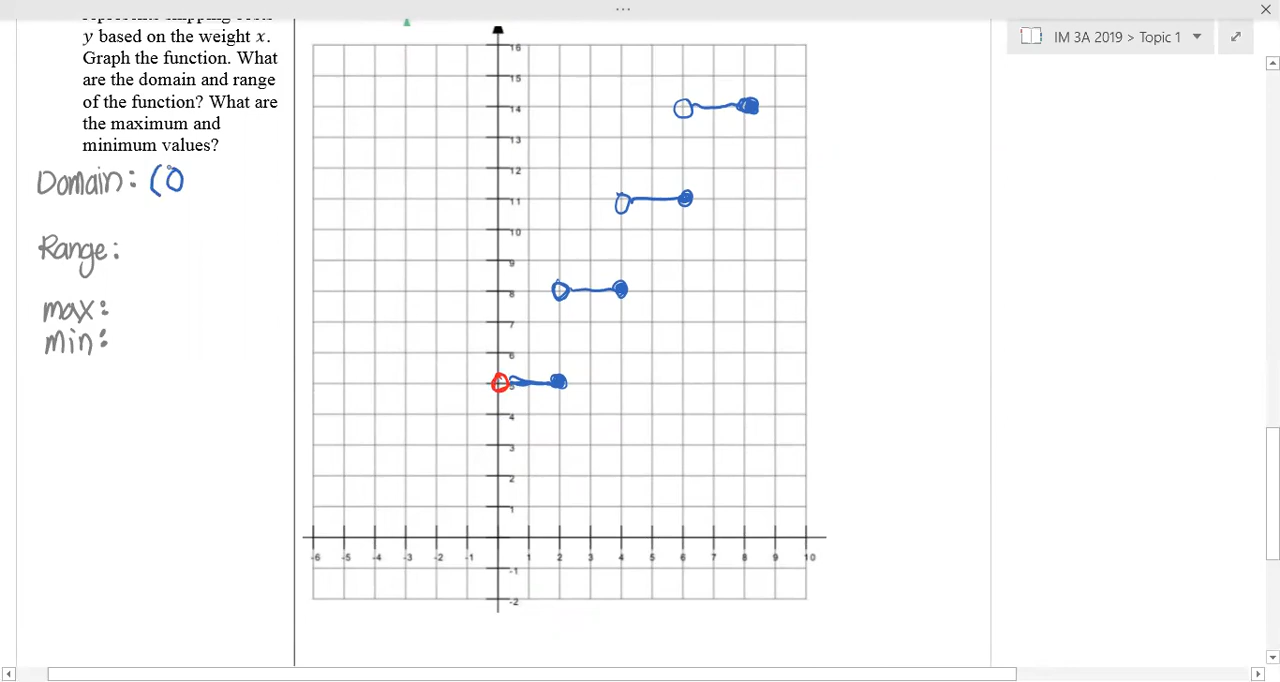 y based on the weight x.
Graph the function. What
are the domain and range
of the function? What are
the maximum and
minimum values?
Domain: (0
Range:
max:
min:
IM 3A 2019 > Topic 1
16
15
14
13
12
11
10
9
8
7
6
5
4
3
2
1
-6 -5 -4 -3 -2 -1 1 2 3 4 5 6 7 8 9 10
-1
-2